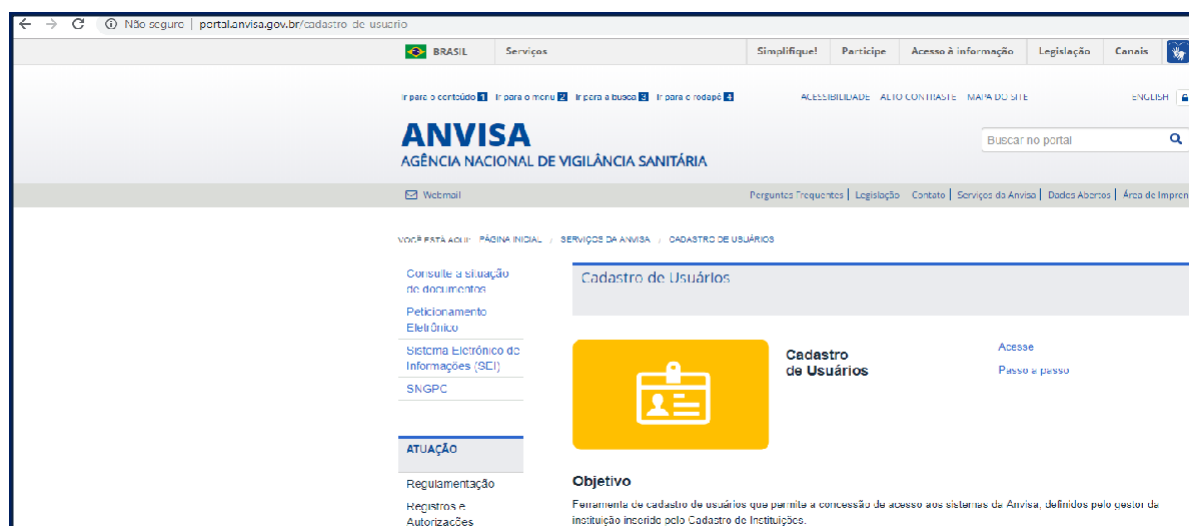 Não seguro | portal.anvisa.gov.br/cadastro-de-usuario
BRASIL Serviços Simplifique! Participe Acesso à informação Legislação Canais
Ir para o conteúdo 1 Ir para o menu 2 Ir para a busca 3 Ir para o rodapé 4 ACESSIBILIDADE ALTO CONTRASTE MAPA DO SITE ENGLISH
ANVISA
AGÊNCIA NACIONAL DE VIGILÂNCIA SANITÁRIA
Buscar no portal
Webmail Perguntas Frequentes | Legislação Contato | Serviços da Anvisa | Dados Abertos | Área de Impren
VOCÊ ESTÁ AQUI: PÁGINA INICIAL / SERVIÇOS DA ANVISA / CADASTRO DE USUÁRIOS
Consulte a situação
de documentos
Peticionamento
Eletrônico
Sistema Eletrônico de
Informações (SEI)
SNGPC
ATUAÇÃO
Regulamentação
Registros e
Autorizações
Cadastro de Usuários
Cadastro
de Usuários
Acesse
Passo a passo
Objetivo
Ferramenta de cadastro de usuários que permite a concessão de acesso aos sistemas da Anvisa, definidos pelo gestor da
instituição inserido pelo Cadastro de Instituições.